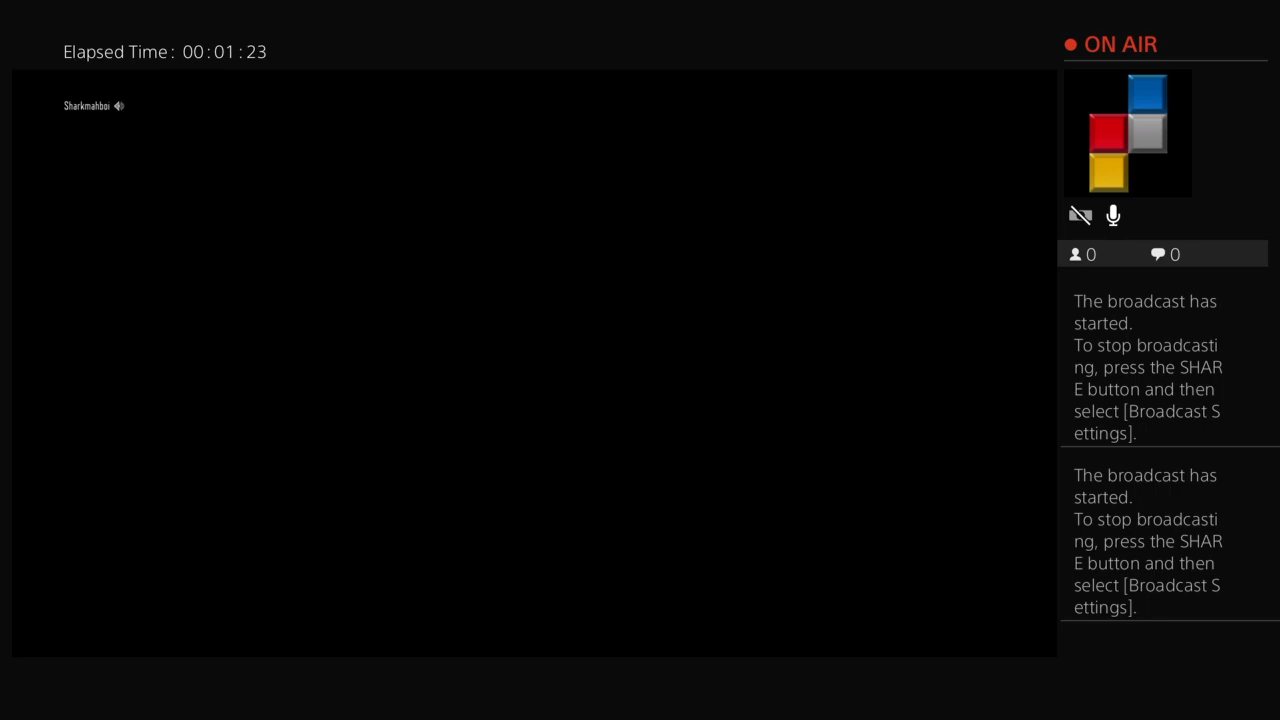 Elapsed Time: 00:01:23
ON AIR
Sharkmahboi
0
0
The broadcast has
started.
To stop broadcasti
ng, press the SHAR
E button and then
select [Broadcast S
ettings].
The broadcast has
started.
To stop broadcasti
ng, press the SHAR
E button and then
select [Broadcast S
ettings].